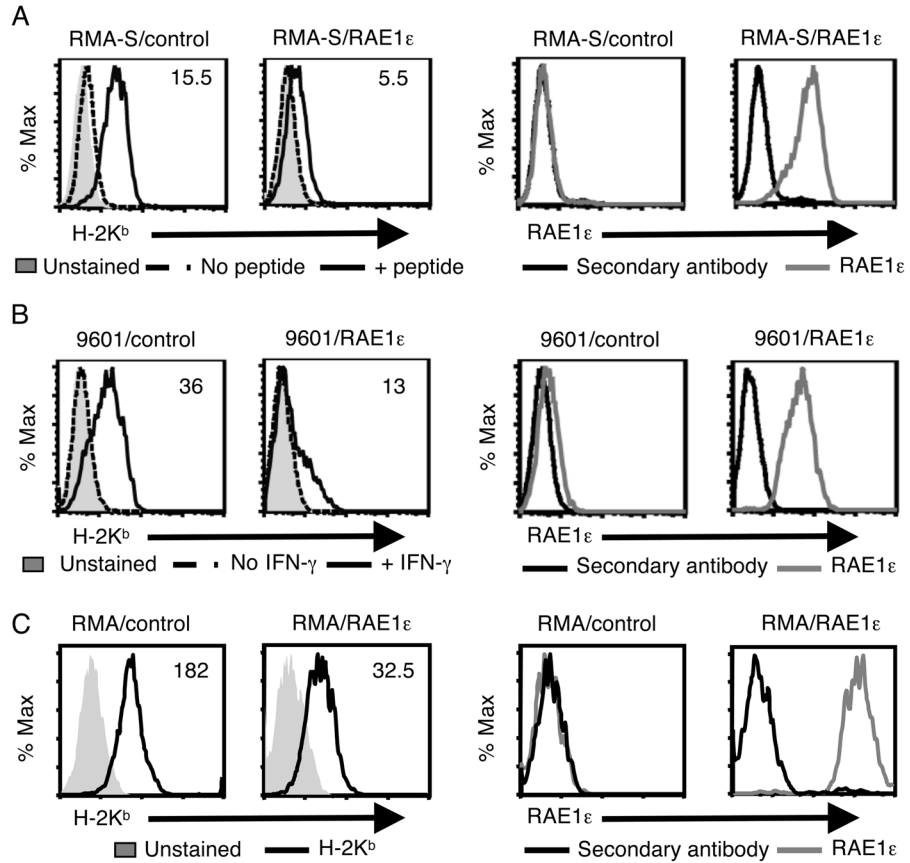 A
RMA-S/control RMA-S/RAE1ε RMA-S/control RMA-S/RAE1ε
15.5 5.5
% Max % Max
H-2Kᵇ RAE1ε
Unstained No peptide + peptide Secondary antibody RAE1ε
B
9601/control 9601/RAE1ε 9601/control 9601/RAE1ε
36 13
% Max % Max
H-2Kᵇ RAE1ε
Unstained No IFN-γ + IFN-γ Secondary antibody RAE1ε
C
RMA/control RMA/RAE1ε RMA/control RMA/RAE1ε
182 32.5
% Max % Max
H-2Kᵇ RAE1ε
Unstained H-2Kᵇ Secondary antibody RAE1ε